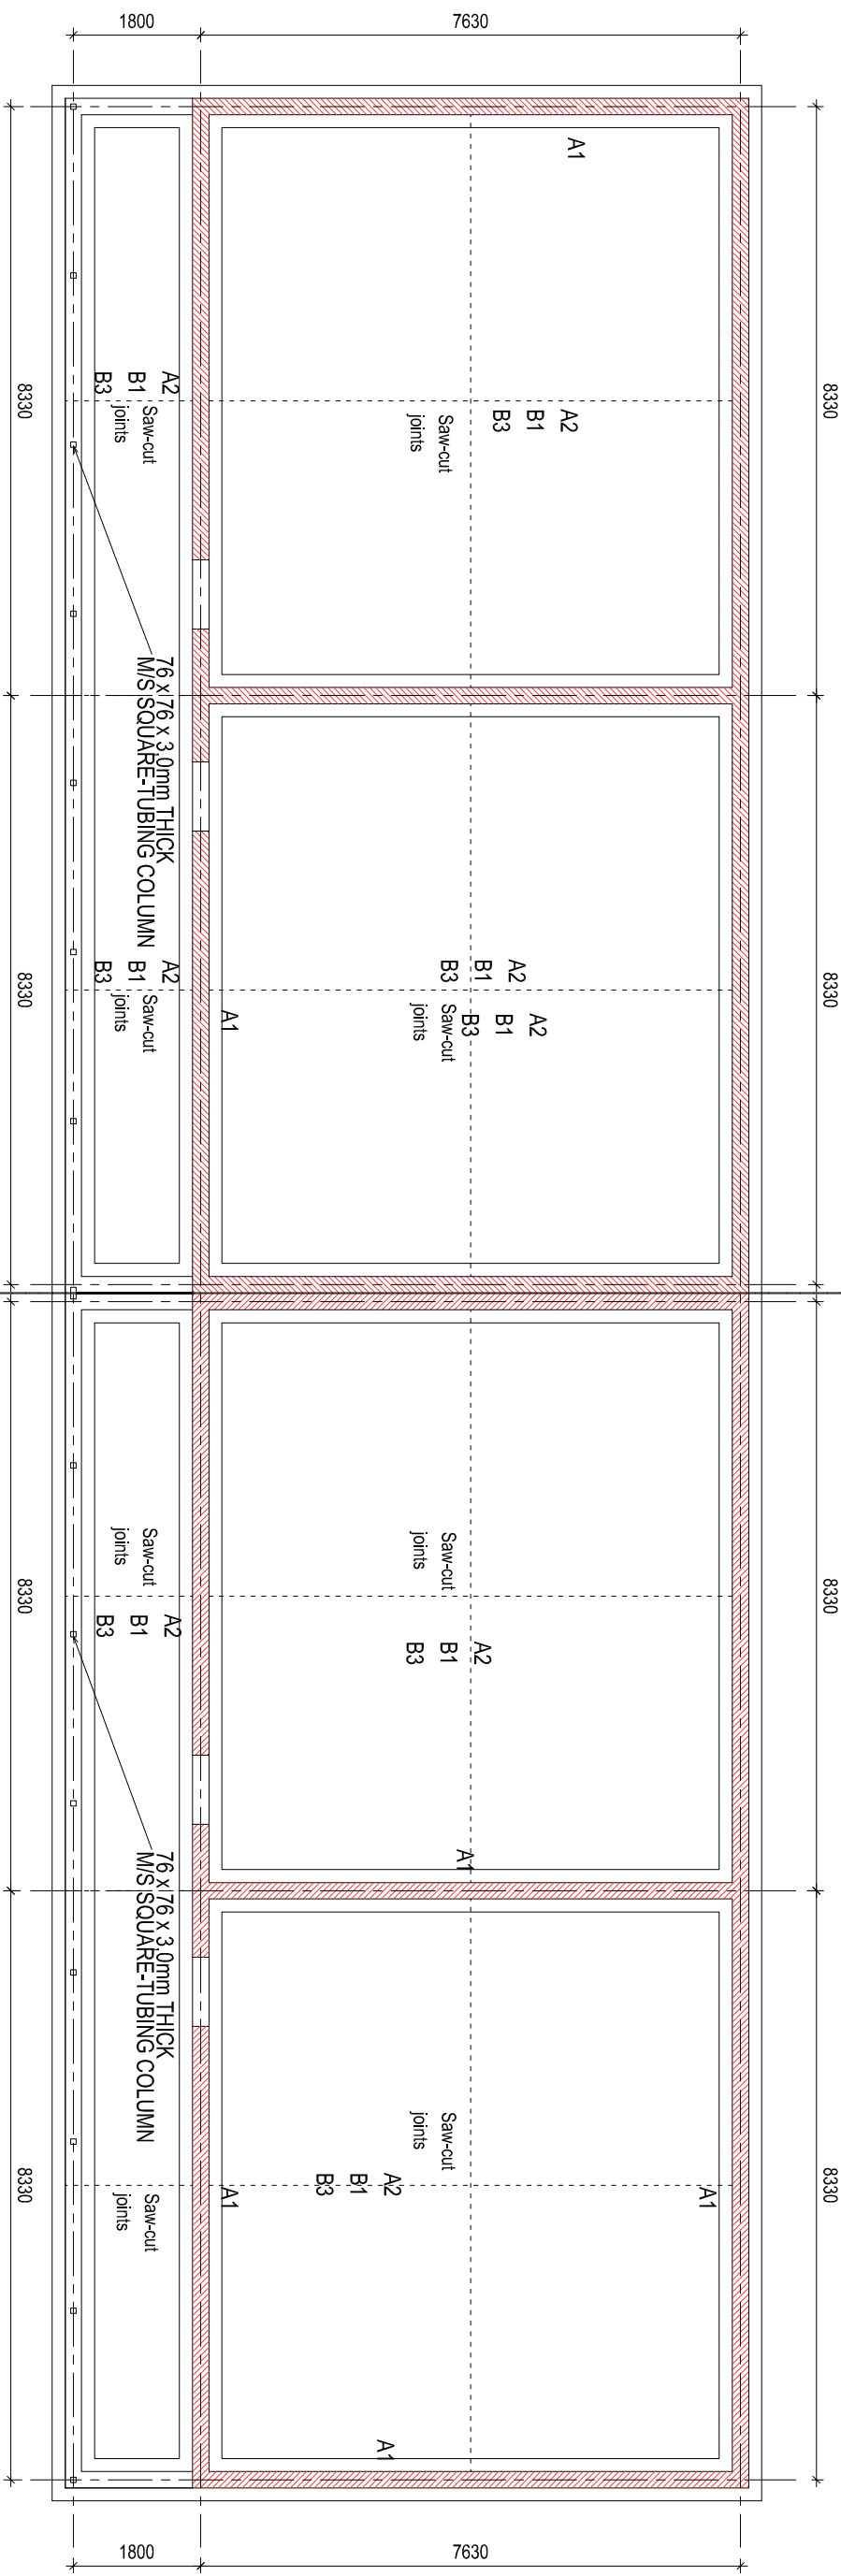 1800
7630
8330
8330
A1
A2
B1
B3
Saw-cut
joints
A2
B1
B3
Saw-cut
joints
76 x 76 x 3,0mm THICK
M/S SQUARE-TUBING COLUMN
8330
8330
A2
B1
B3
A2
B1
B3
Saw-cut
joints
A1
A2
B1
B3
Saw-cut
joints
8330
8330
Saw-cut
joints
A2
B1
B3
A1
Saw-cut
joints
A2
B1
B3
76 x 76 x 3,0mm THICK
M/S SQUARE-TUBING COLUMN
8330
8330
Saw-cut
joints
A2
B1
B3
A1
A1
A1
Saw-cut
joints
1800
7630